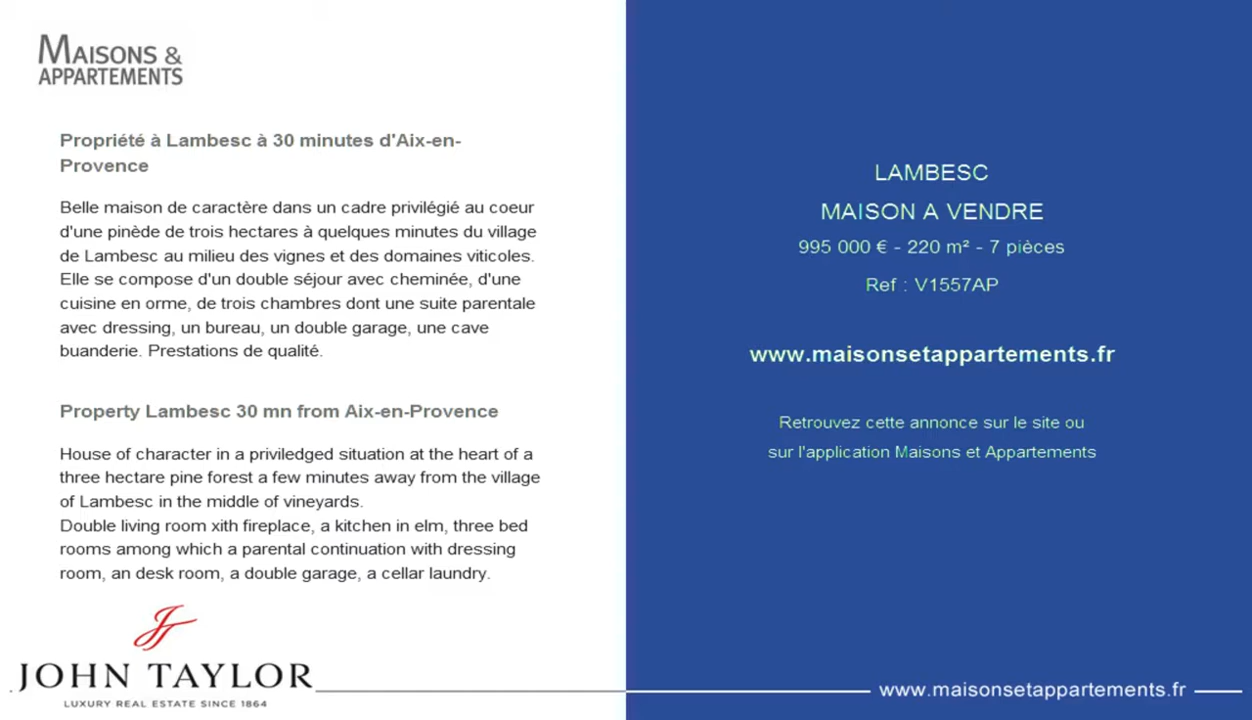 MAISONS &
APPARTEMENTS
Propriété à Lambesc à 30 minutes d'Aix-en-
Provence
Belle maison de caractère dans un cadre privilégié au coeur
d'une pinède de trois hectares à quelques minutes du village
de Lambesc au milieu des vignes et des domaines viticoles.
Elle se compose d'un double séjour avec cheminée, d'une
cuisine en orme, de trois chambres dont une suite parentale
avec dressing, un bureau, un double garage, une cave
buanderie. Prestations de qualité.
Property Lambesc 30 mn from Aix-en-Provence
House of character in a priviledged situation at the heart of a
three hectare pine forest a few minutes away from the village
of Lambesc in the middle of vineyards.
Double living room xith fireplace, a kitchen in elm, three bed
rooms among which a parental continuation with dressing
room, an desk room, a double garage, a cellar laundry.
JOHN TAYLOR
LUXURY REAL ESTATE SINCE 1864
LAMBESC
MAISON A VENDRE
995 000 € - 220 m² - 7 pièces
Ref : V1557AP
www.maisonsetappartements.fr
Retrouvez cette annonce sur le site ou
sur l'application Maisons et Appartements
www.maisonsetappartements.fr